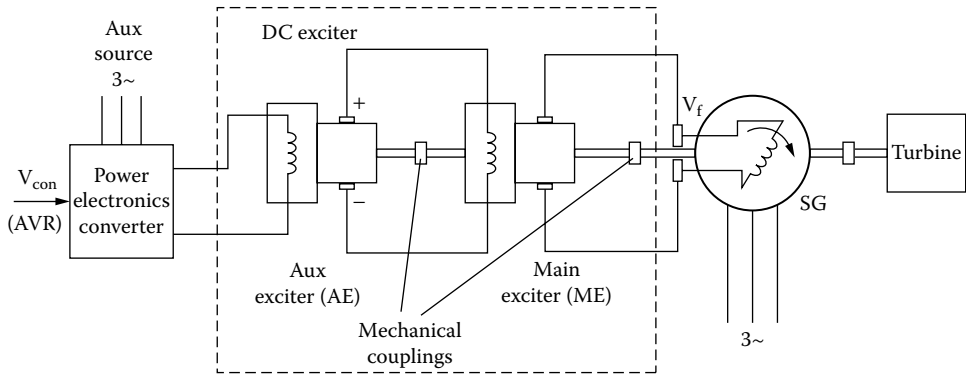 Aux
source
3~
DC exciter
+
−
V_f
V_con
(AVR)
Power
electronics
converter
Turbine
SG
Aux
exciter (AE)
Main
exciter (ME)
Mechanical
couplings
3~